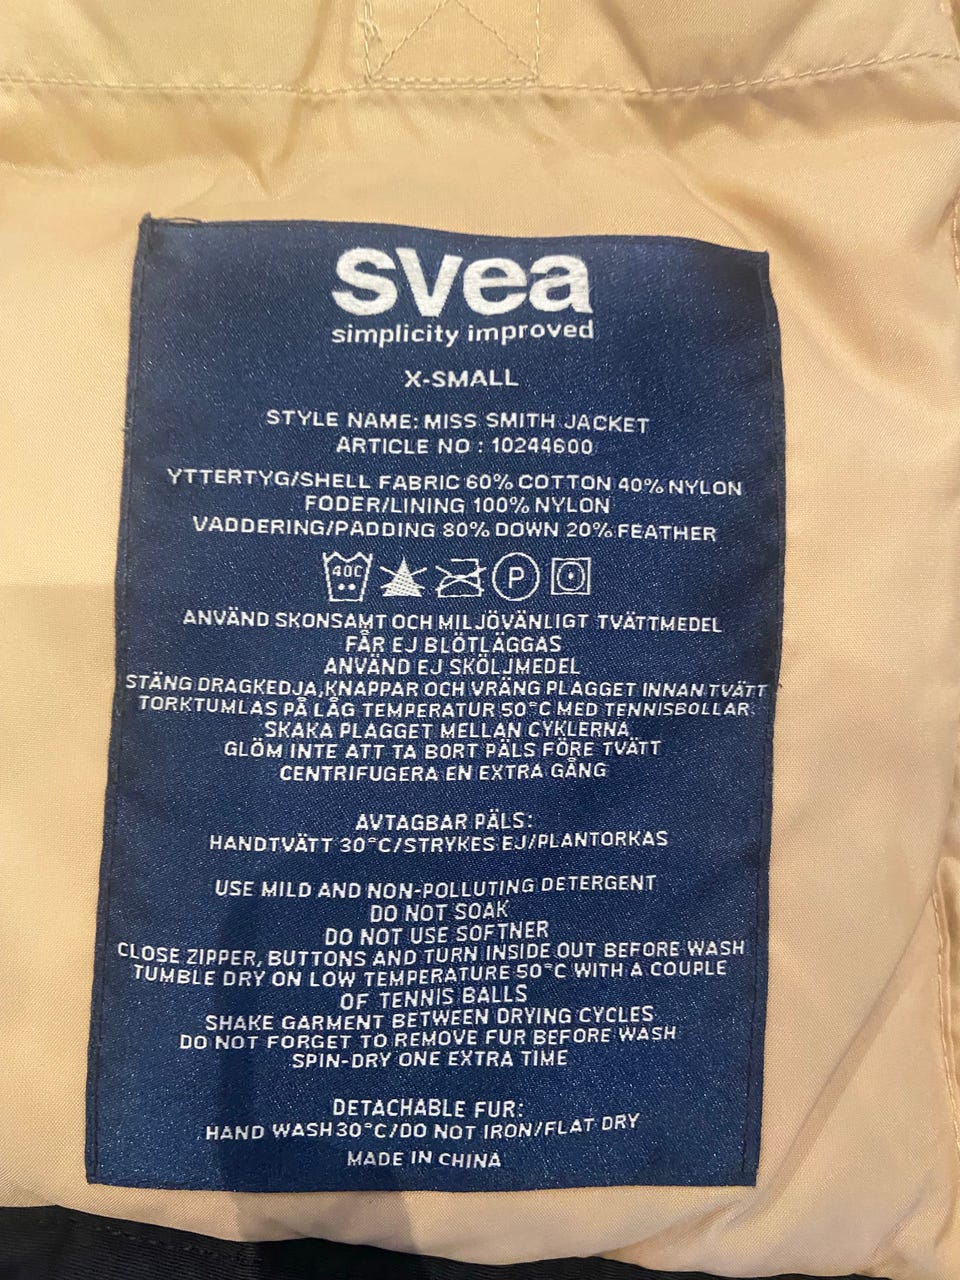 svea
simplicity improved
X-SMALL
STYLE NAME: MISS SMITH JACKET
ARTICLE NO : 10244600
YTTERTYG/SHELL FABRIC 60% COTTON 40% NYLON
FODER/LINING 100% NYLON
VADDERING/PADDING 80% DOWN 20% FEATHER
40C P
ANVÄND SKONSAMT OCH MILJÖVÄNLIGT TVÄTTMEDEL
FÅR EJ BLÖTLÄGGAS
ANVÄND EJ SKÖLJMEDEL
STÄNG DRAGKEDJA,KNAPPAR OCH VRÄNG PLAGGET INNAN TVÄTT
TORKTUMLAS PÅ LÅG TEMPERATUR 50°C MED TENNISBOLLAR
SKAKA PLAGGET MELLAN CYKLERNA
GLÖM INTE ATT TA BORT PÄLS FÖRE TVÄTT
CENTRIFUGERA EN EXTRA GÅNG
AVTAGBAR PÄLS:
HANDTVÄTT 30°C/STRYKES EJ/PLANTORKAS
USE MILD AND NON-POLLUTING DETERGENT
DO NOT SOAK
DO NOT USE SOFTNER
CLOSE ZIPPER, BUTTONS AND TURN INSIDE OUT BEFORE WASH
TUMBLE DRY ON LOW TEMPERATURE 50°C WITH A COUPLE
OF TENNIS BALLS
SHAKE GARMENT BETWEEN DRYING CYCLES
DO NOT FORGET TO REMOVE FUR BEFORE WASH
SPIN-DRY ONE EXTRA TIME
DETACHABLE FUR:
HAND WASH 30°C/DO NOT IRON/FLAT DRY
MADE IN CHINA